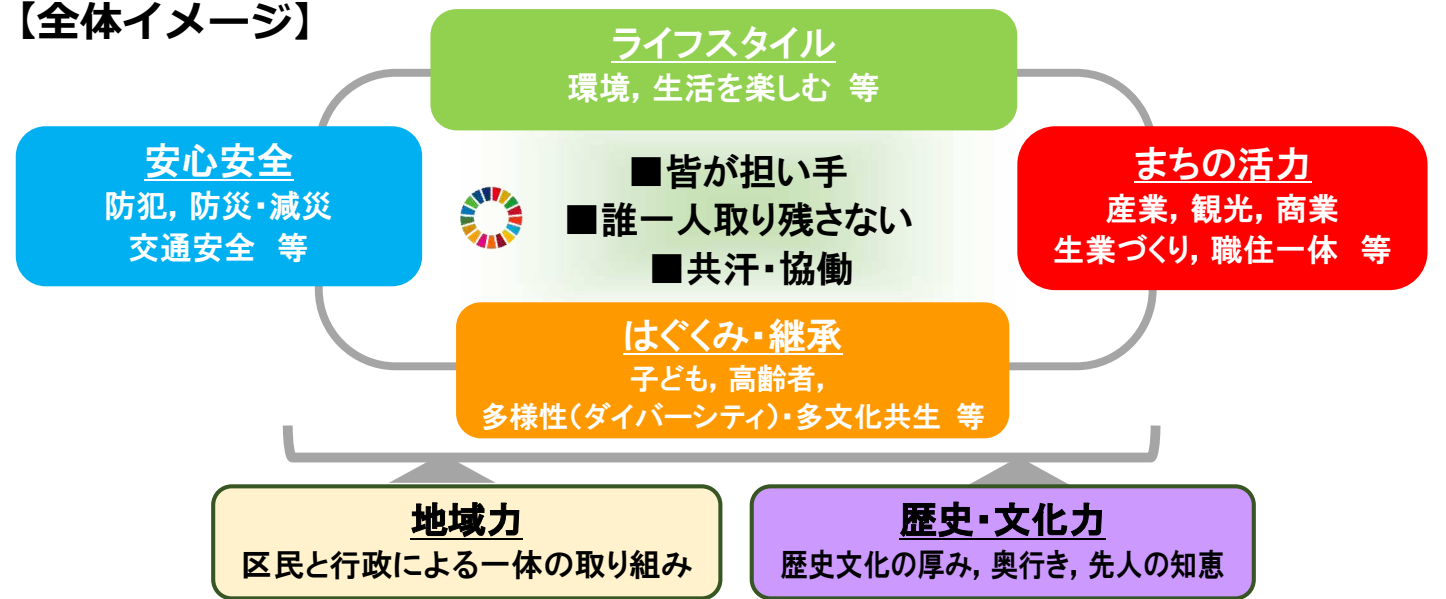 【全体イメージ】
ライフスタイル
環境, 生活を楽しむ 等
安心安全
防犯, 防災・減災
交通安全 等
■皆が担い手
■誰一人取り残さない
■共汗・協働
まちの活力
産業, 観光, 商業
生業づくり, 職住一体 等
はぐくみ・継承
子ども, 高齢者,
多様性(ダイバーシティ)・多文化共生 等
地域力
区民と行政による一体の取り組み
歴史・文化力
歴史文化の厚み, 奥行き, 先人の知恵